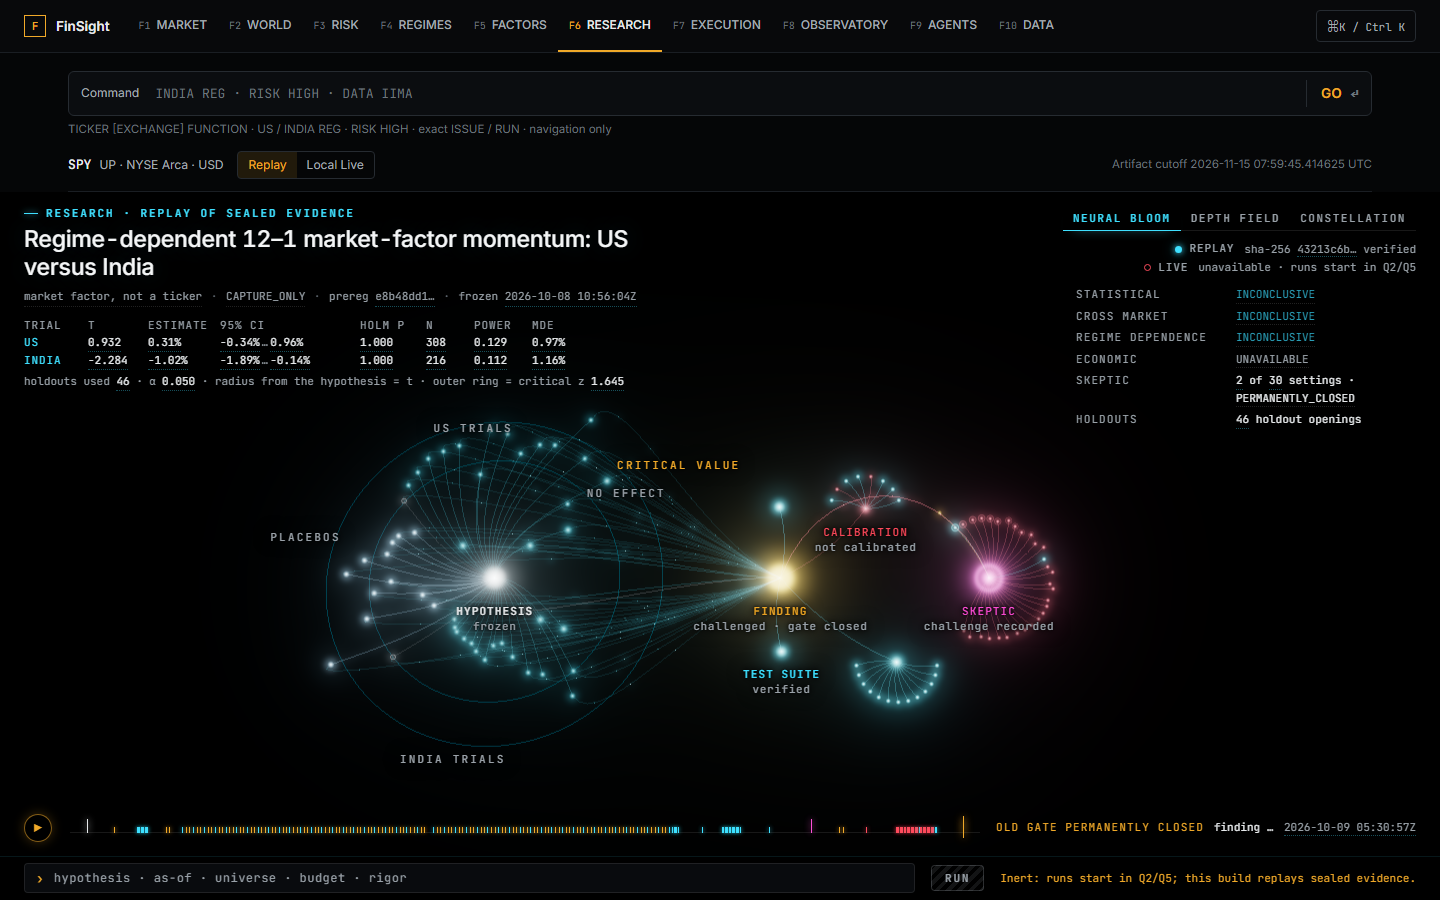 F FinSight F1 MARKET F2 WORLD F3 RISK F4 REGIMES F5 FACTORS F6 RESEARCH F7 EXECUTION F8 OBSERVATORY F9 AGENTS F10 DATA ⌘K / Ctrl K
Command INDIA REG · RISK HIGH · DATA IIMA GO ↵
TICKER [EXCHANGE] FUNCTION · US / INDIA REG · RISK HIGH · exact ISSUE / RUN · navigation only
SPY UP · NYSE Arca · USD Replay Local Live Artifact cutoff 2026-11-15 07:59:45.414625 UTC
RESEARCH · REPLAY OF SEALED EVIDENCE
Regime-dependent 12–1 market-factor momentum: US
versus India
market factor, not a ticker · CAPTURE_ONLY · prereg e8b48dd1… · frozen 2026-10-08 10:56:04Z
TRIAL T ESTIMATE 95% CI HOLM P N POWER MDE
US 0.932 0.31% -0.34%…0.96% 1.000 308 0.129 0.97%
INDIA -2.284 -1.02% -1.89%…-0.14% 1.000 216 0.112 1.16%
holdouts used 46 · α 0.050 · radius from the hypothesis = t · outer ring = critical z 1.645
NEURAL BLOOM DEPTH FIELD CONSTELLATION
REPLAY sha-256 43213c6b… verified
LIVE unavailable · runs start in Q2/Q5
STATISTICAL INCONCLUSIVE
CROSS MARKET INCONCLUSIVE
REGIME DEPENDENCE INCONCLUSIVE
ECONOMIC UNAVAILABLE
SKEPTIC 2 of 30 settings ·
PERMANENTLY_CLOSED
HOLDOUTS 46 holdout openings
US TRIALS
CRITICAL VALUE
NO EFFECT
PLACEBOS
CALIBRATION
not calibrated
HYPOTHESIS
frozen
FINDING
challenged · gate closed
SKEPTIC
challenge recorded
TEST SUITE
verified
INDIA TRIALS
OLD GATE PERMANENTLY CLOSED finding … 2026-10-09 05:30:57Z
› hypothesis · as-of · universe · budget · rigor RUN Inert: runs start in Q2/Q5; this build replays sealed evidence.